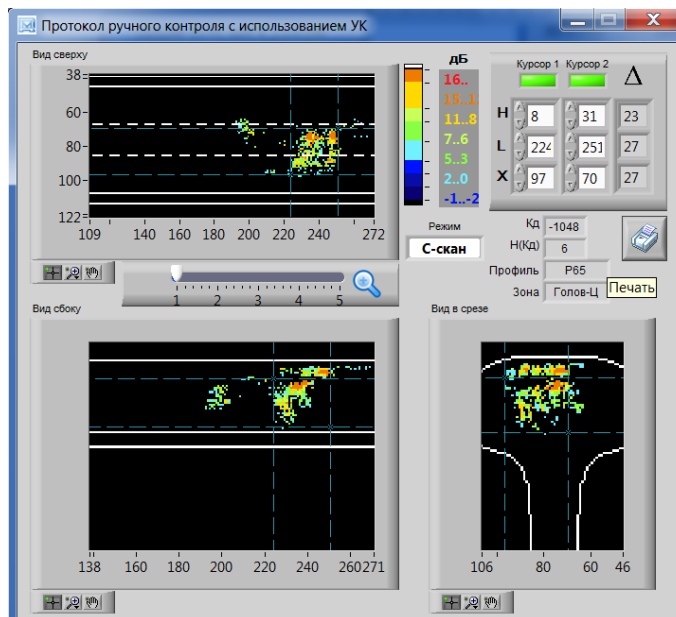 Протокол ручного контроля с использованием УК
Вид сверху
38
60
80
100
122
109 140 160 180 200 220 240 272
дБ
16..
11..8
7..6
5..3
2..0
-1..-2
Курсор 1 Курсор 2 Δ
H 8 31 23
L 224 251 27
X 97 70 27
Режим
С-скан
Кд -1048
Н(Кд) 6
Профиль Р65
Зона Голов-Ц
Печать
1 2 3 4 5
Вид сбоку
138 160 180 200 220 240 260 271
Вид в срезе
106 80 60 46